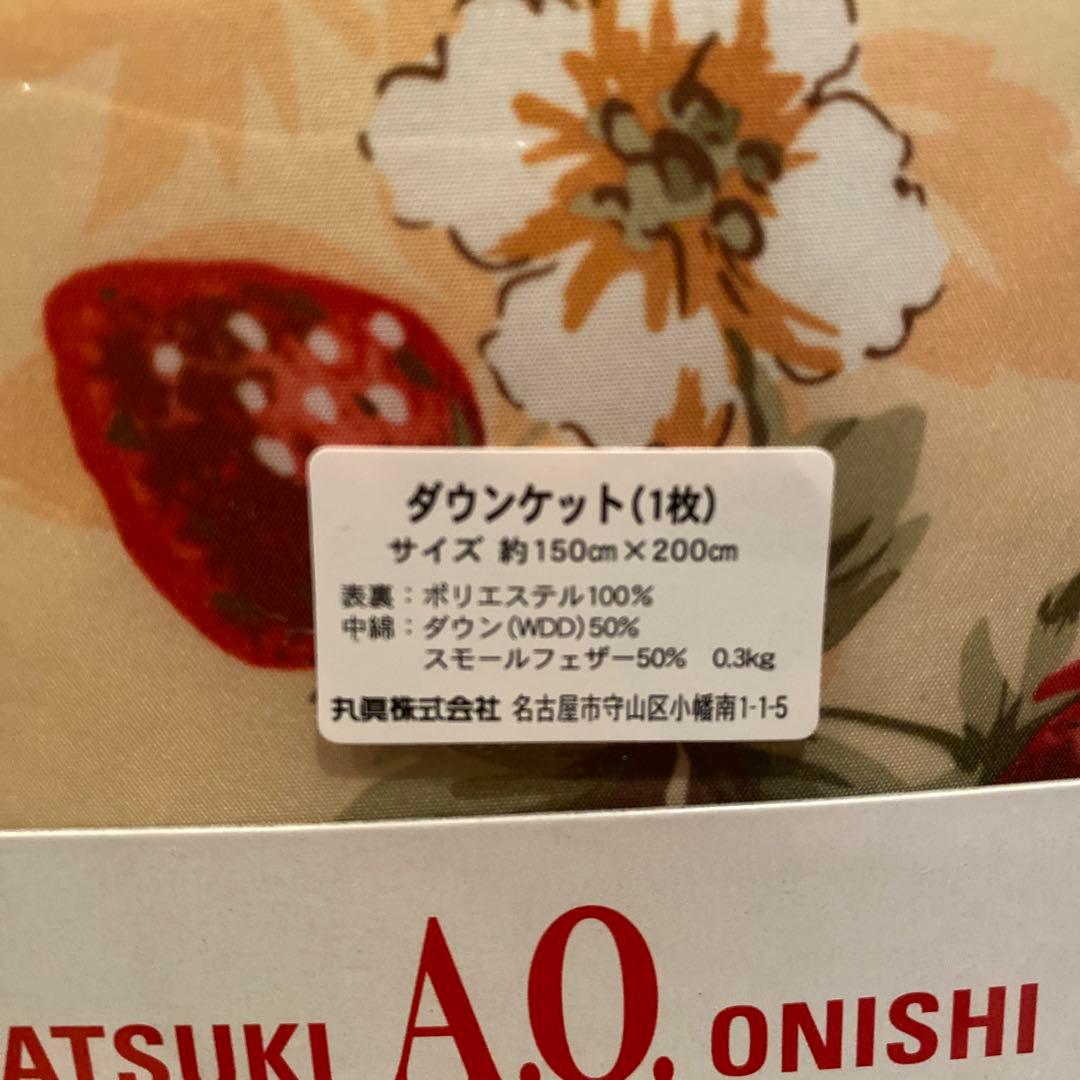 ダウンケット(1枚)
サイズ 約150㎝×200㎝
表裏：ポリエステル100%
中綿：ダウン(WDD)50%
スモールフェザー50% 0.3kg
丸眞株式会社 名古屋市守山区小幡南1-1-5
ATSUKI A.O. ONISHI